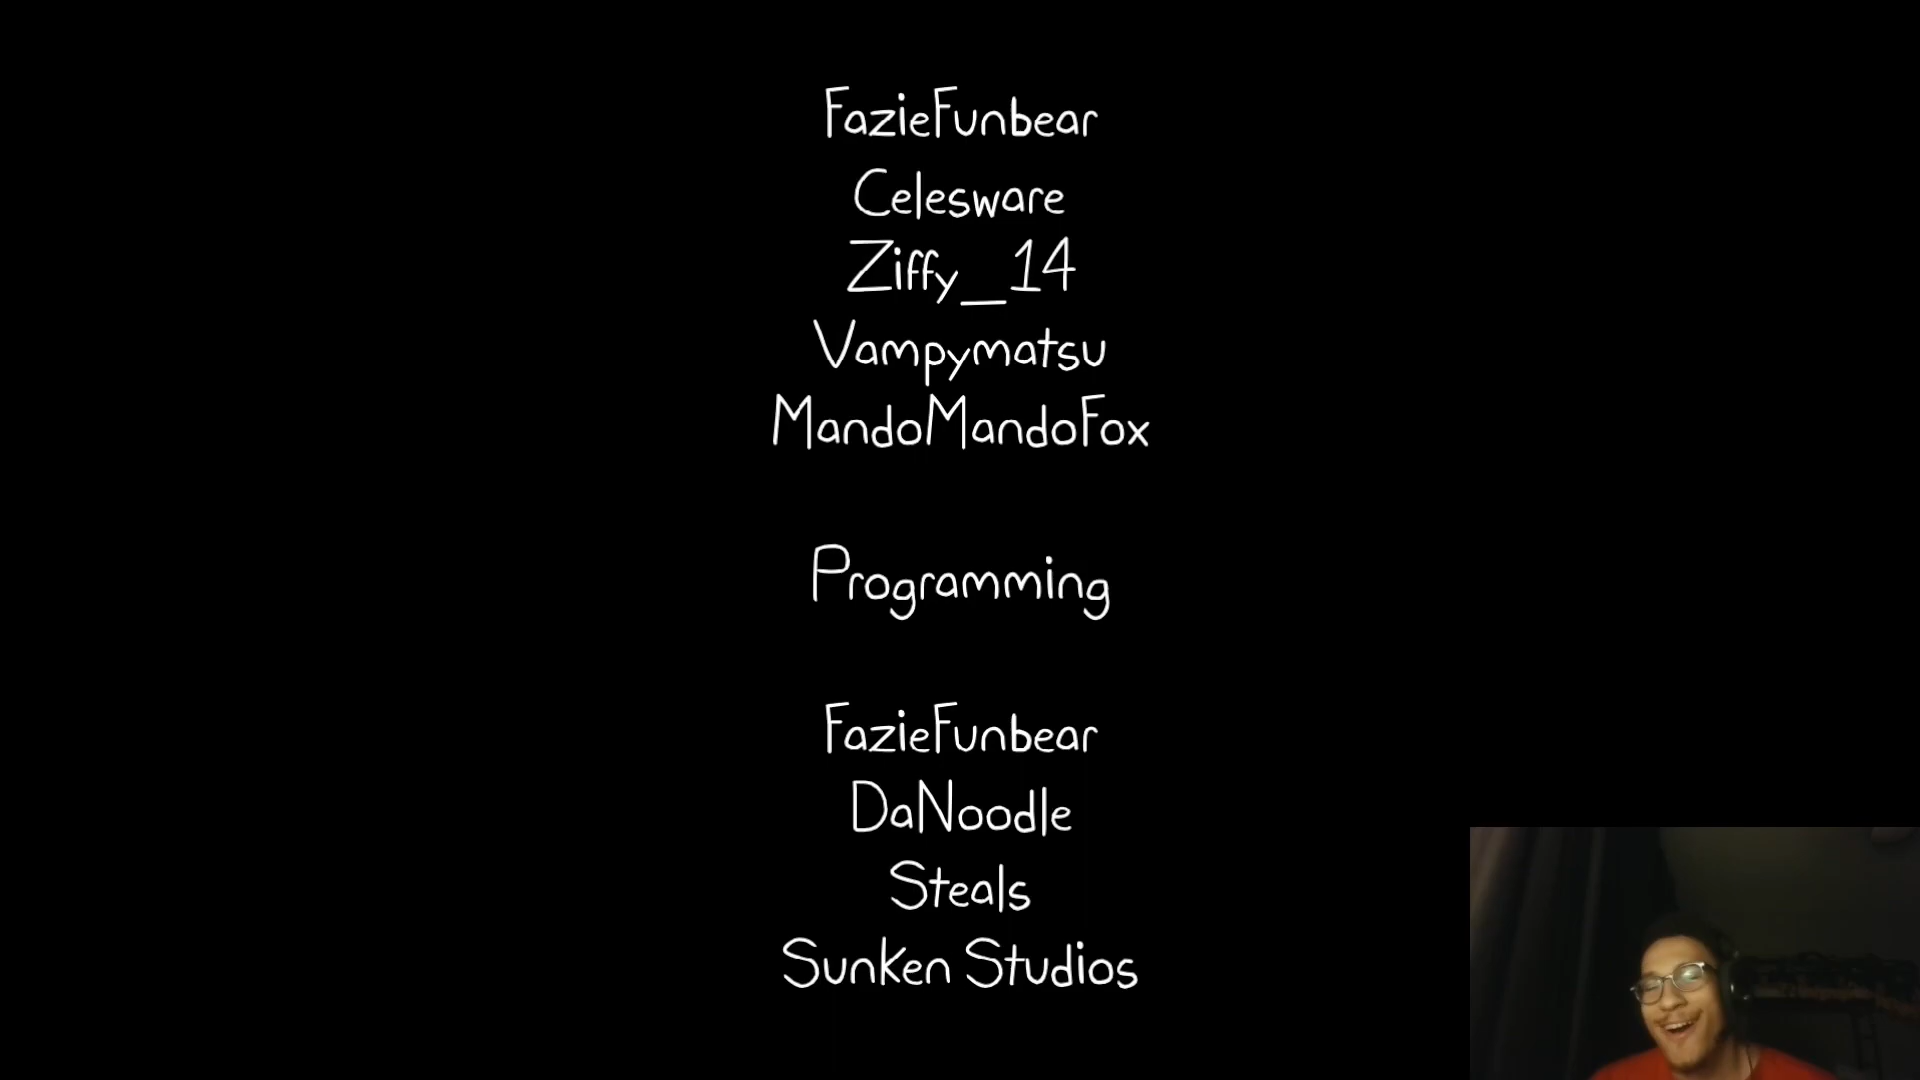 FazieFunbear
Celesware
Ziffy_14
Vampymatsu
MandoMandoFox
Programming
FazieFunbear
DaNoodle
Steals
Sunken Studios